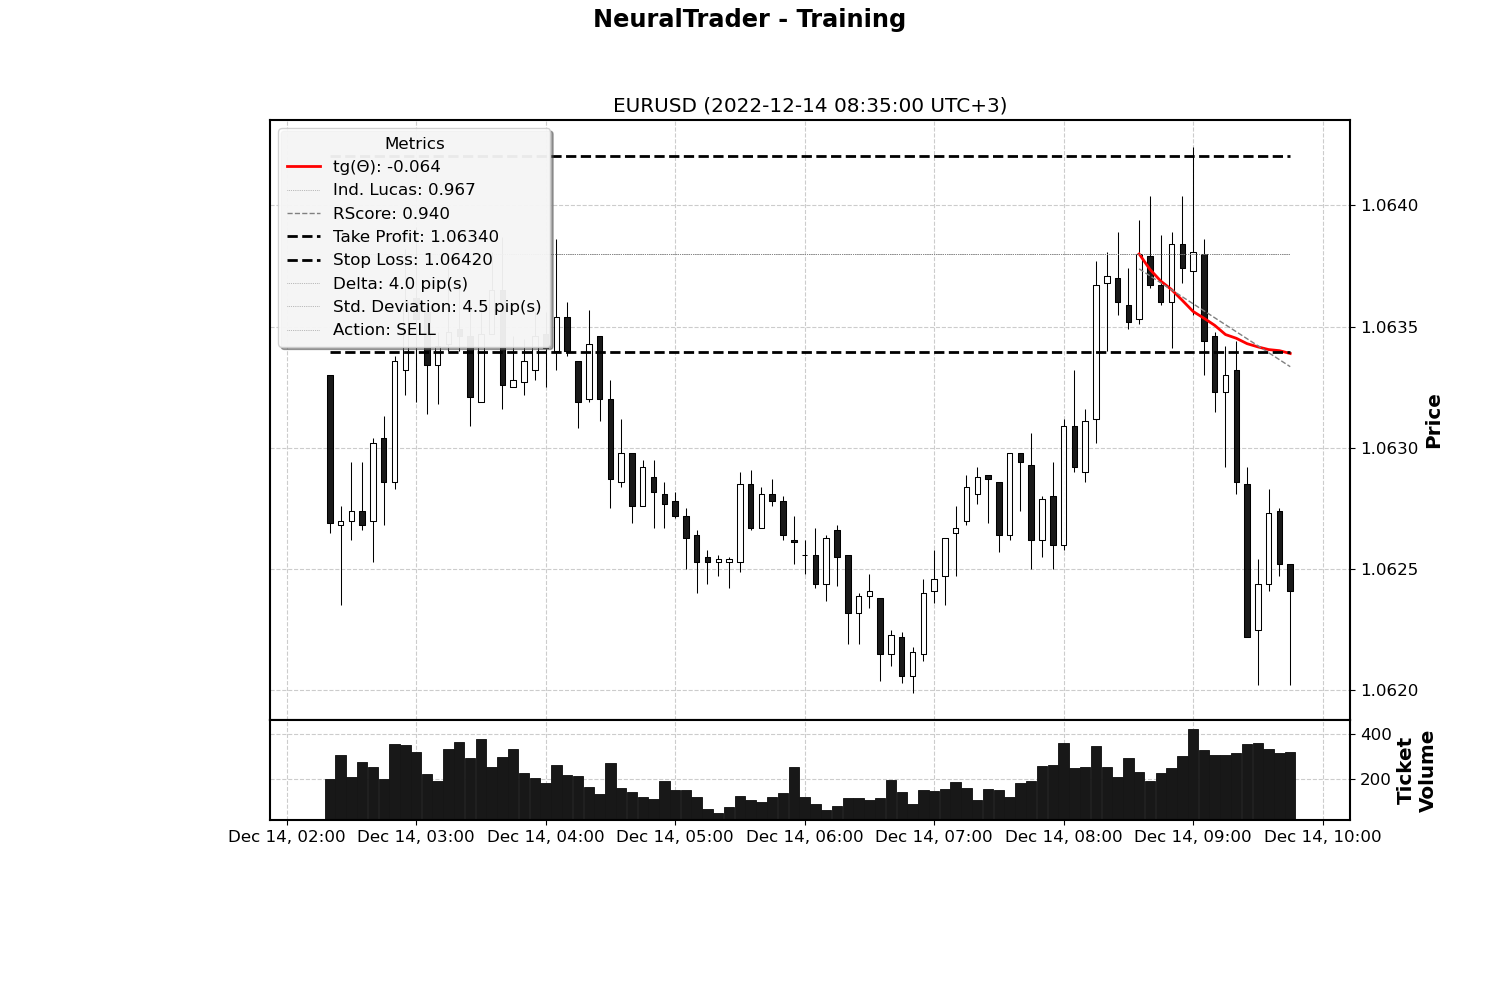 NeuralTrader - Training
EURUSD (2022-12-14 08:35:00 UTC+3)
Metrics
tg(Θ): -0.064
Ind. Lucas: 0.967
RScore: 0.940
Take Profit: 1.06340
Stop Loss: 1.06420
Delta: 4.0 pip(s)
Std. Deviation: 4.5 pip(s)
Action: SELL
1.0640
1.0635
1.0630
1.0625
1.0620
Price
400
200
Ticket
Volume
Dec 14, 02:00 Dec 14, 03:00 Dec 14, 04:00 Dec 14, 05:00 Dec 14, 06:00 Dec 14, 07:00 Dec 14, 08:00 Dec 14, 09:00 Dec 14, 10:00